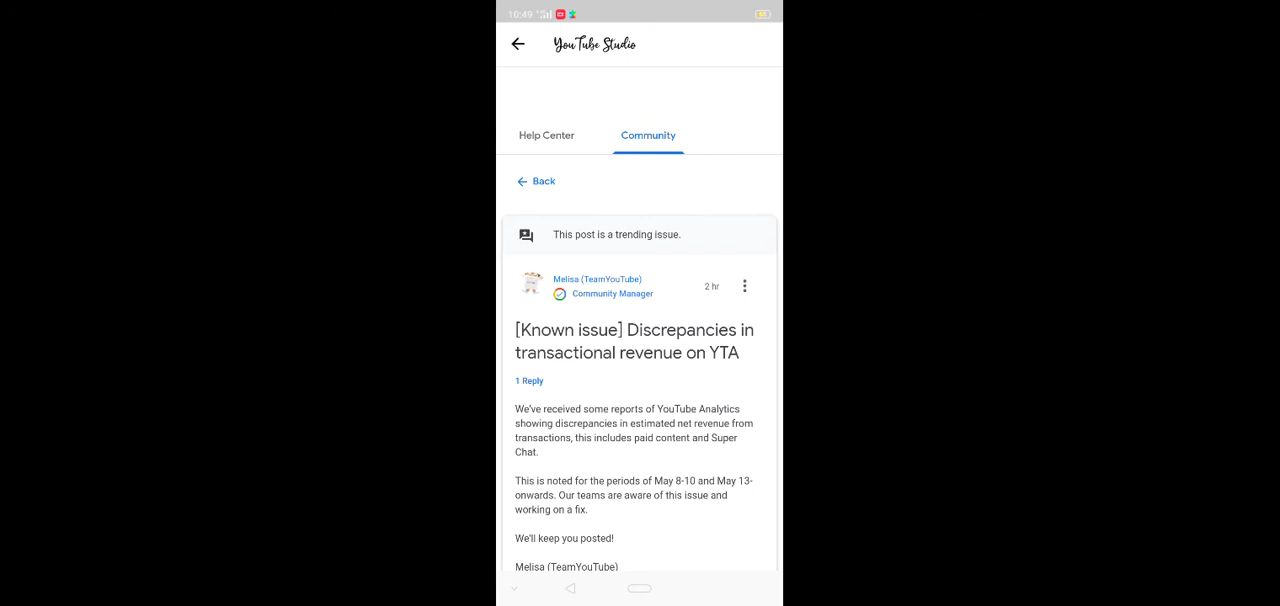 10:49
YouTube Studio
Help Center Community
Back
This post is a trending issue.
Melisa (TeamYouTube)
Community Manager
2 hr
[Known issue] Discrepancies in
transactional revenue on YTA
1 Reply
We've received some reports of YouTube Analytics
showing discrepancies in estimated net revenue from
transactions, this includes paid content and Super
Chat.
This is noted for the periods of May 8-10 and May 13-
onwards. Our teams are aware of this issue and
working on a fix.
We'll keep you posted!
Melisa (TeamYouTube)